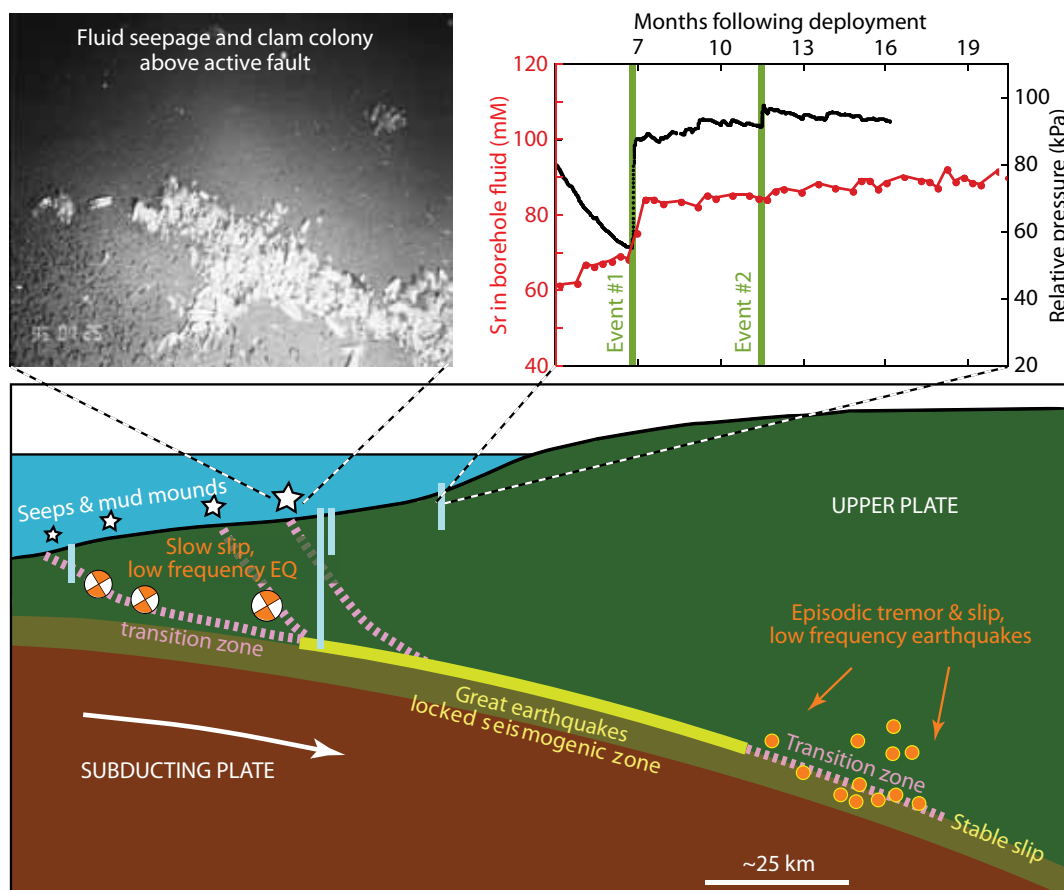 Fluid seepage and clam colony
above active fault
95 01 25
Months following deployment
7 10 13 16 19
120
100
80
60
40
Sr in borehole fluid (mM)
Event #1
Event #2
100
80
60
40
20
Relative pressure (kPa)
Seeps & mud mounds
Slow slip,
low frequency EQ
transition zone
UPPER PLATE
Episodic tremor & slip,
low frequency earthquakes
Great earthquakes
locked seismogenic zone
Transition zone
Stable slip
SUBDUCTING PLATE
~25 km